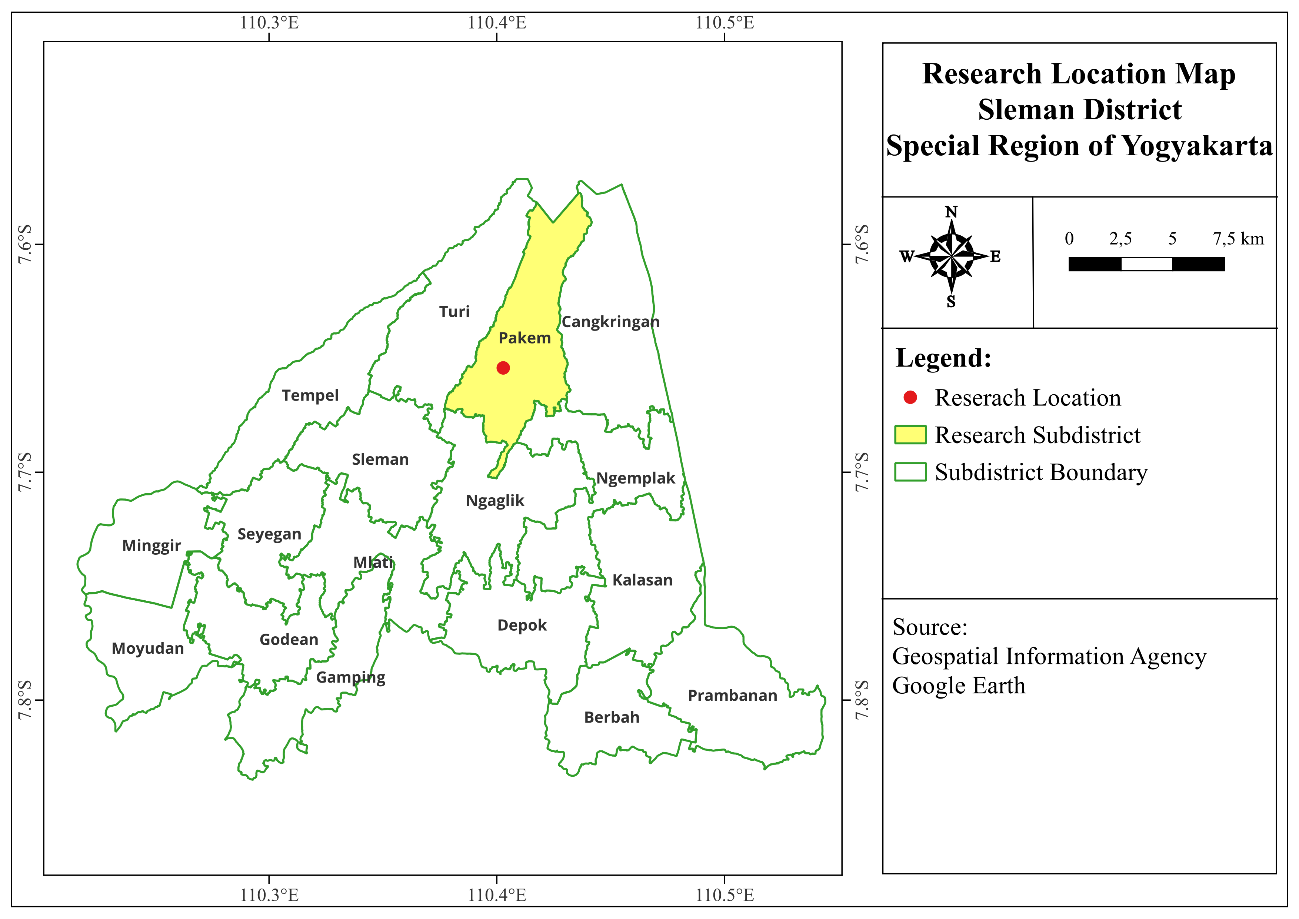 110.3°E 110.4°E 110.5°E
Research Location Map
Sleman District
Special Region of Yogyakarta
N
W E
S
0 2,5 5 7,5 km
7.6°S 7.6°S
Turi
Cangkringan
Pakem
Legend:
Reserach Location
Research Subdistrict
Subdistrict Boundary
Tempel
Sleman
7.7°S 7.7°S
Ngemplak
Ngaglik
Seyegan
Minggir
Mlati
Kalasan
Depok
Godean
Moyudan
Gamping
Prambanan
7.8°S 7.8°S
Berbah
Source:
Geospatial Information Agency
Google Earth
110.3°E 110.4°E 110.5°E